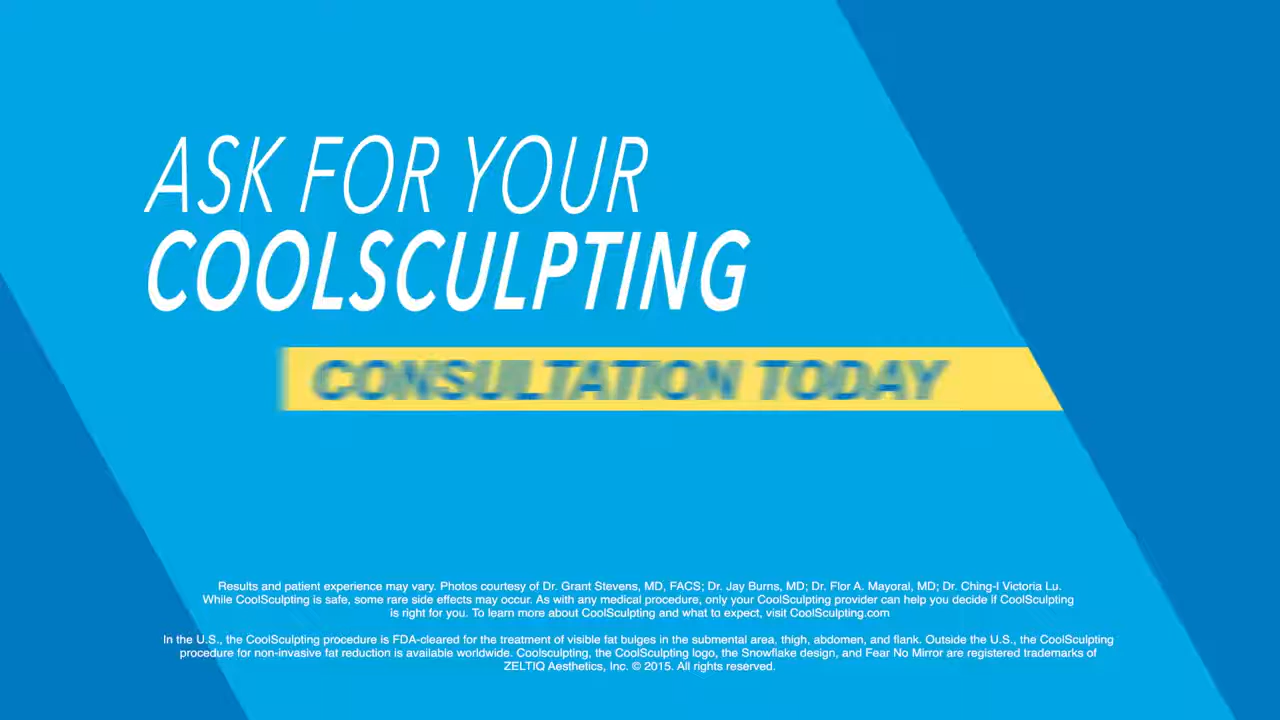 ASK FOR YOUR
COOLSCULPTING
CONSULTATION TODAY
Results and patient experience may vary. Photos courtesy of Dr. Grant Stevens, MD, FACS; Dr. Jay Burns, MD; Dr. Flor A. Mayoral, MD; Dr. Ching-I Victoria Lu.
While CoolSculpting is safe, some rare side effects may occur. As with any medical procedure, only your CoolSculpting provider can help you decide if CoolSculpting
is right for you. To learn more about CoolSculpting and what to expect, visit CoolSculpting.com
In the U.S., the CoolSculpting procedure is FDA-cleared for the treatment of visible fat bulges in the submental area, thigh, abdomen, and flank. Outside the U.S., the CoolSculpting
procedure for non-invasive fat reduction is available worldwide. Coolsculpting, the CoolSculpting logo, the Snowflake design, and Fear No Mirror are registered trademarks of
ZELTIQ Aesthetics, Inc. © 2015. All rights reserved.